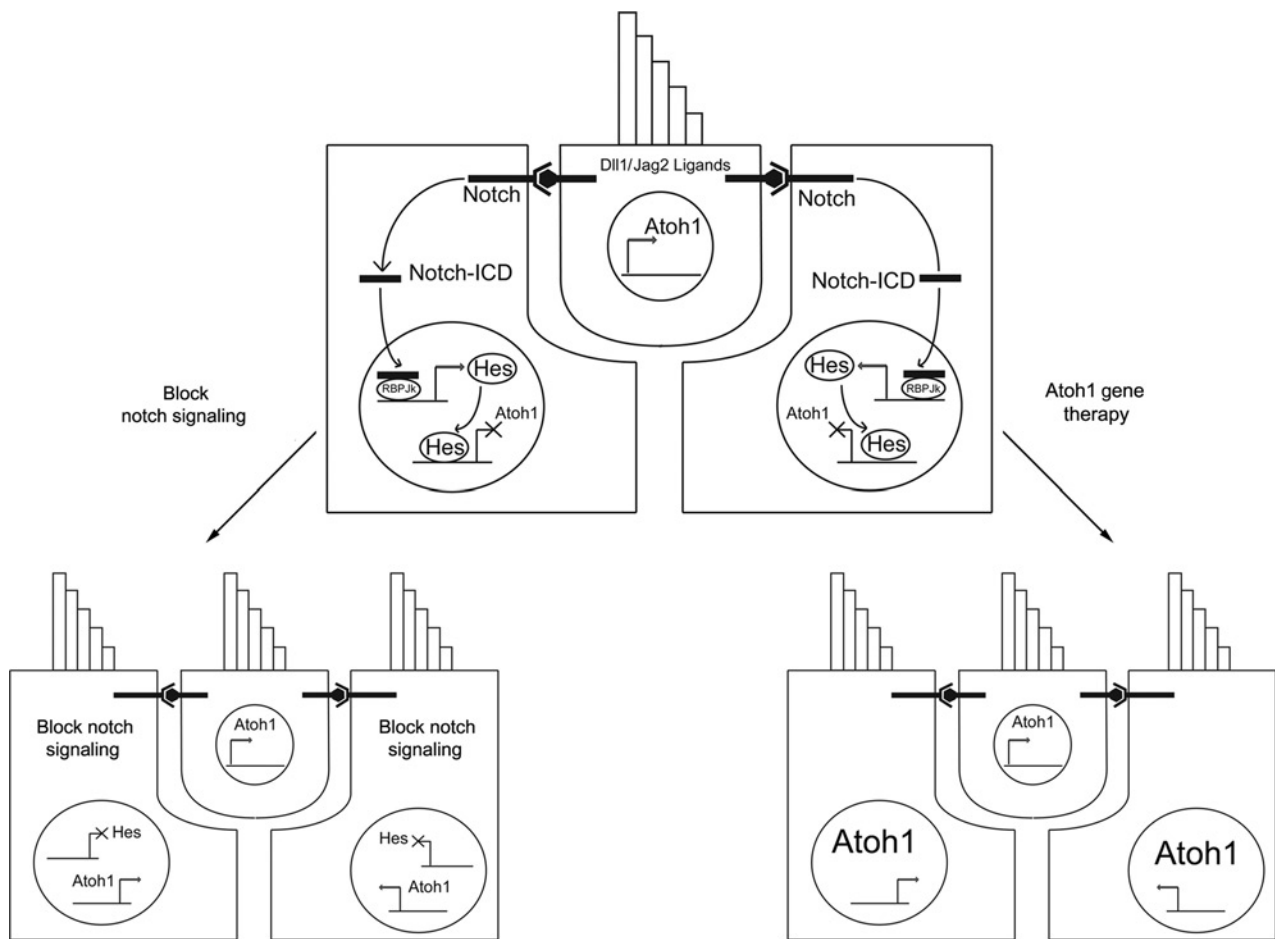 Dll1/Jag2 Ligands
Notch
Notch
Atoh1
Notch-ICD
Notch-ICD
RBPJk
Hes
Atoh1
Hes
Hes
RBPJk
Atoh1
Hes
Block
notch signaling
Atoh1 gene
therapy
Block notch
signaling
Atoh1
Block notch
signaling
Hes
Atoh1
Hes
Atoh1
Atoh1
Atoh1
Atoh1